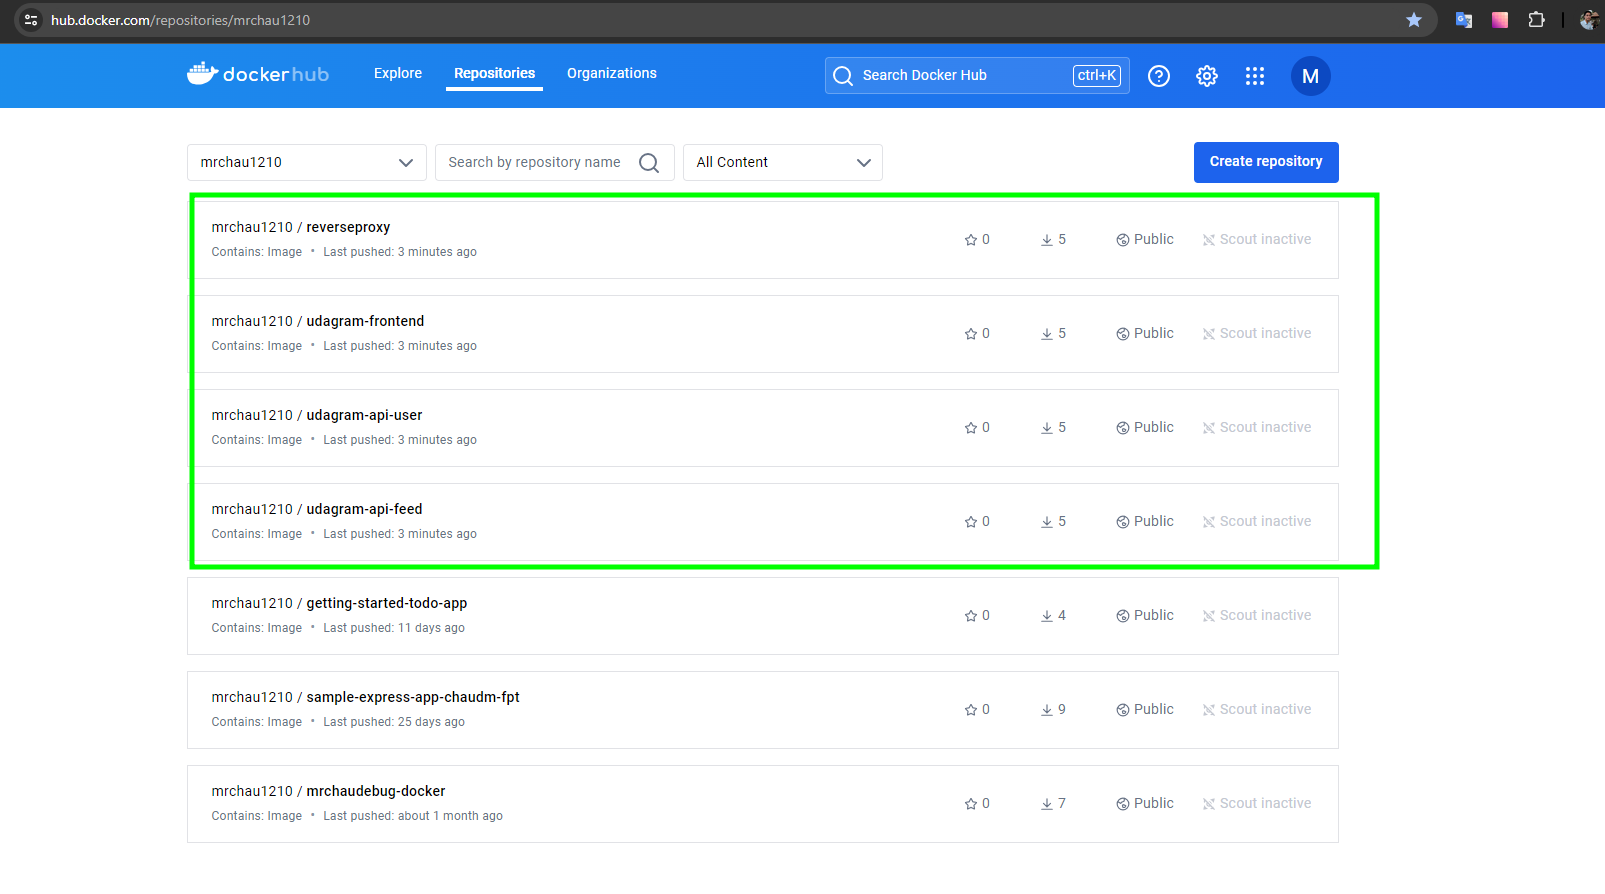 hub.docker.com/repositories/mrchau1210
dockerhub Explore Repositories Organizations Search Docker Hub ctrl+K M
mrchau1210 Search by repository name All Content Create repository
mrchau1210 / reverseproxy
Contains: Image • Last pushed: 3 minutes ago
0 5 Public Scout inactive
mrchau1210 / udagram-frontend
Contains: Image • Last pushed: 3 minutes ago
0 5 Public Scout inactive
mrchau1210 / udagram-api-user
Contains: Image • Last pushed: 3 minutes ago
0 5 Public Scout inactive
mrchau1210 / udagram-api-feed
Contains: Image • Last pushed: 3 minutes ago
0 5 Public Scout inactive
mrchau1210 / getting-started-todo-app
Contains: Image • Last pushed: 11 days ago
0 4 Public Scout inactive
mrchau1210 / sample-express-app-chaudm-fpt
Contains: Image • Last pushed: 25 days ago
0 9 Public Scout inactive
mrchau1210 / mrchaudebug-docker
Contains: Image • Last pushed: about 1 month ago
0 7 Public Scout inactive